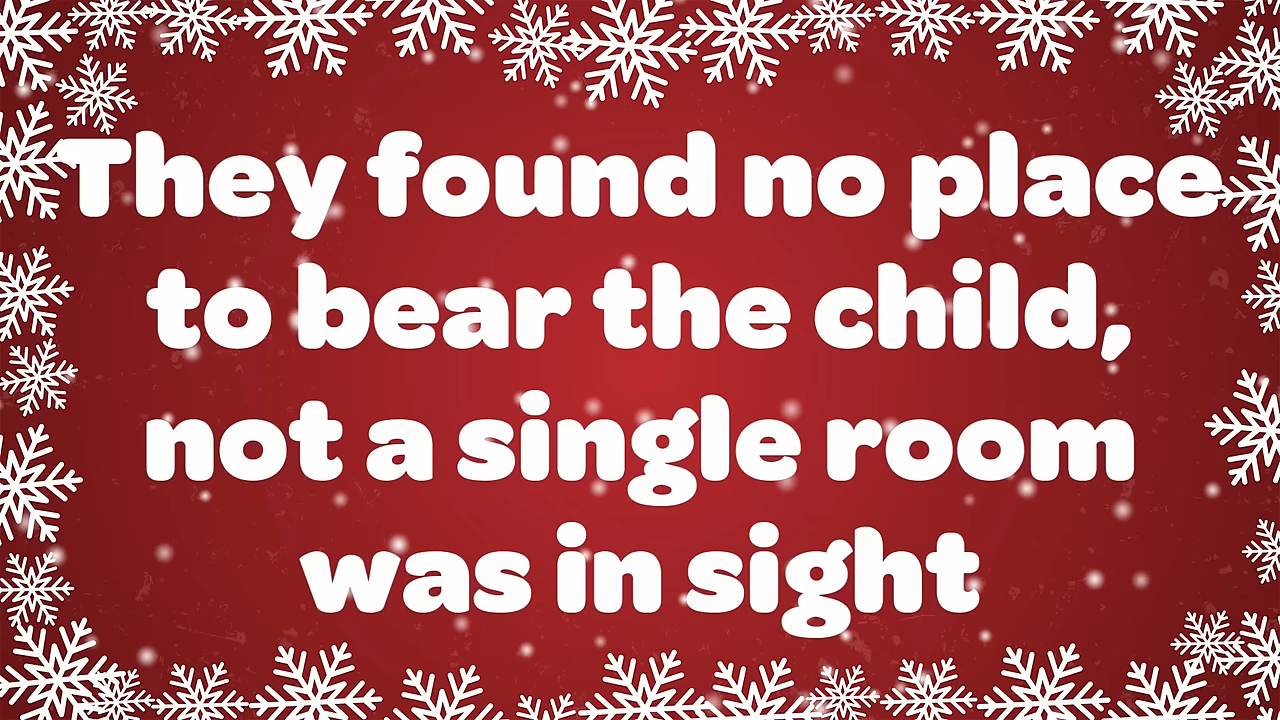 They found no place
to bear the child,
not a single room
was in sight